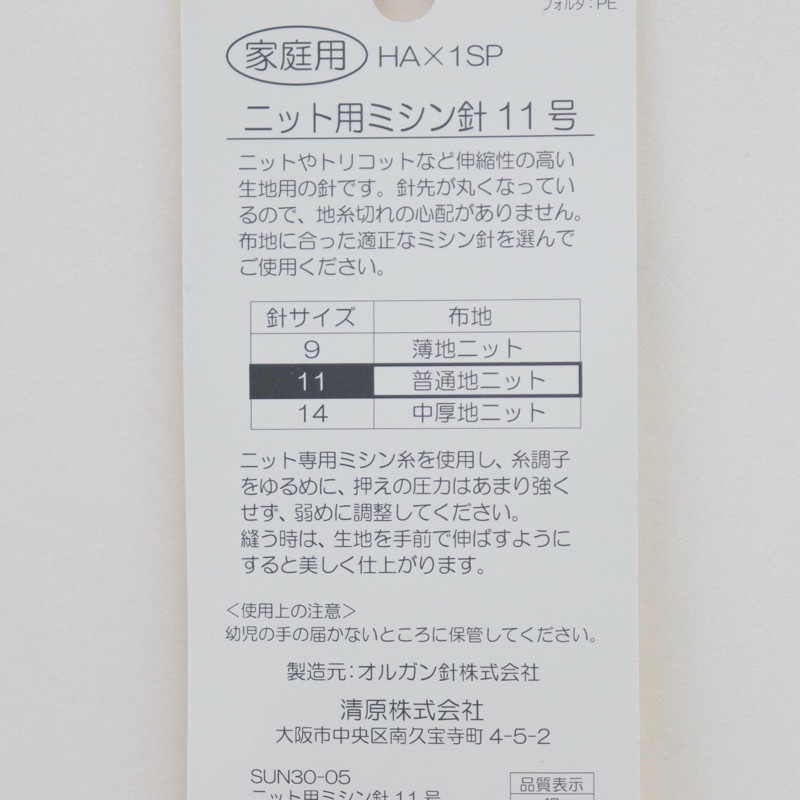 フォルダ：PE
家庭用 HA×1SP
ニット用ミシン針 11 号
ニットやトリコットなど伸縮性の高い
生地用の針です。針先が丸くなってい
るので、地糸切れの心配がありません。
布地に合った適正なミシン針を選んで
ご使用ください。
針サイズ 布地
9 薄地ニット
11 普通地ニット
14 中厚地ニット
ニット専用ミシン糸を使用し、糸調子
をゆるめに、押えの圧力はあまり強く
せず、弱めに調整してください。
縫う時は、生地を手前で伸ばすように
すると美しく仕上がります。
＜使用上の注意＞
幼児の手の届かないところに保管してください。
製造元：オルガン針株式会社
清原株式会社
大阪市中央区南久宝寺町 4-5-2
SUN30-05
品質表示
ニット用ミシン針 11 号